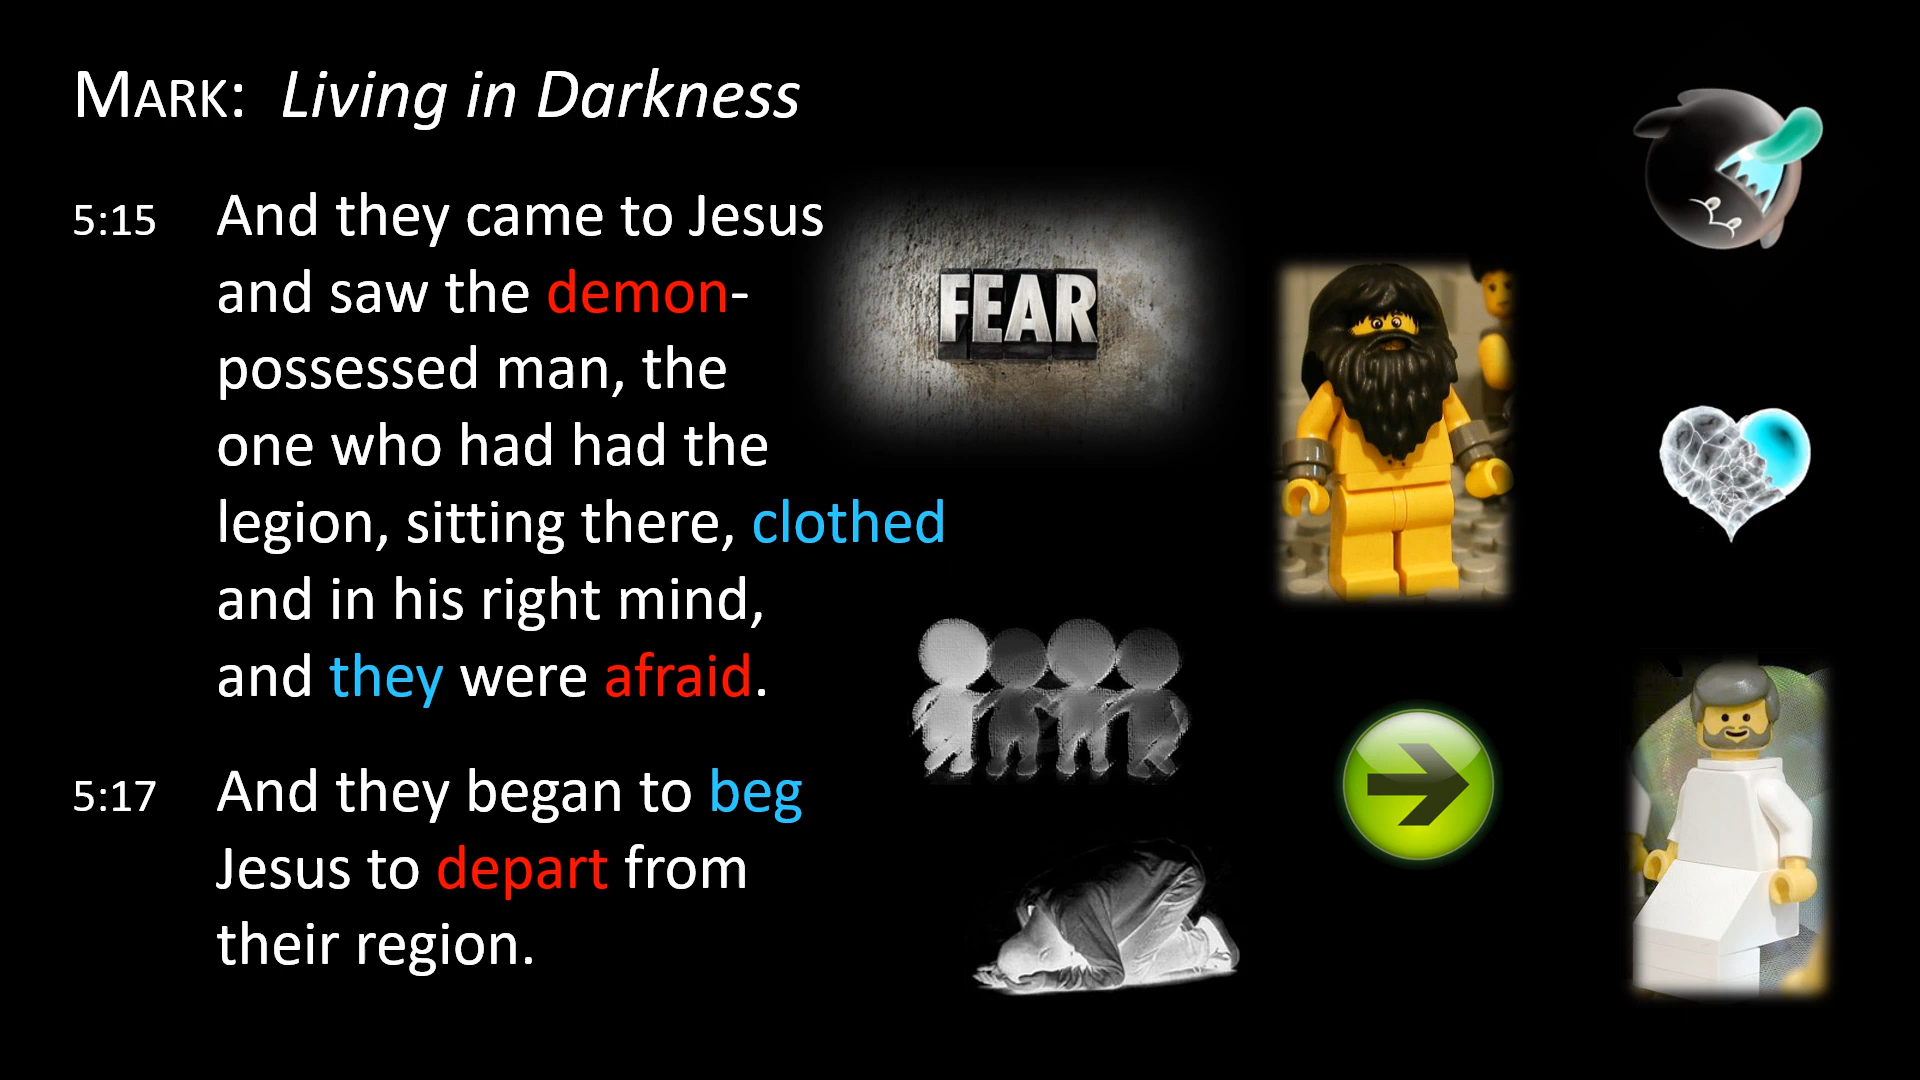 MARK: Living in Darkness
5:15 And they came to Jesus
and saw the demon-
possessed man, the
one who had had the
legion, sitting there, clothed
and in his right mind,
and they were afraid.
5:17 And they began to beg
Jesus to depart from
their region.
FEAR